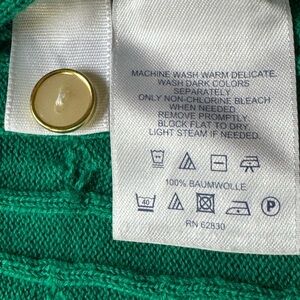 MACHINE WASH WARM DELICATE.
WASH DARK COLORS
SEPARATELY.
ONLY NON-CHLORINE BLEACH
WHEN NEEDED
REMOVE PROMPTLY.
BLOCK FLAT TO DRY
LIGHT STEAM IF NEEDED.
100% BAUMWOLLE
40 P
RN 62830